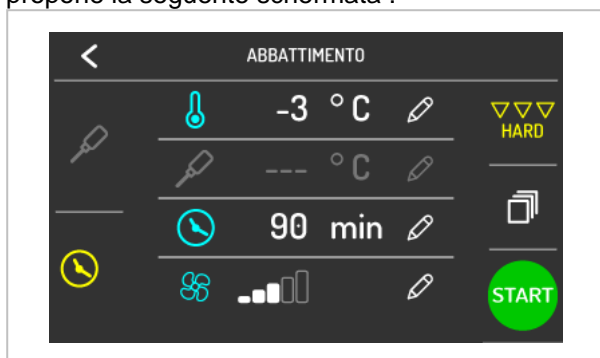 propone la seguente schermata :
ABBATTIMENTO
-3 °C
HARD
--- °C
90 min
START